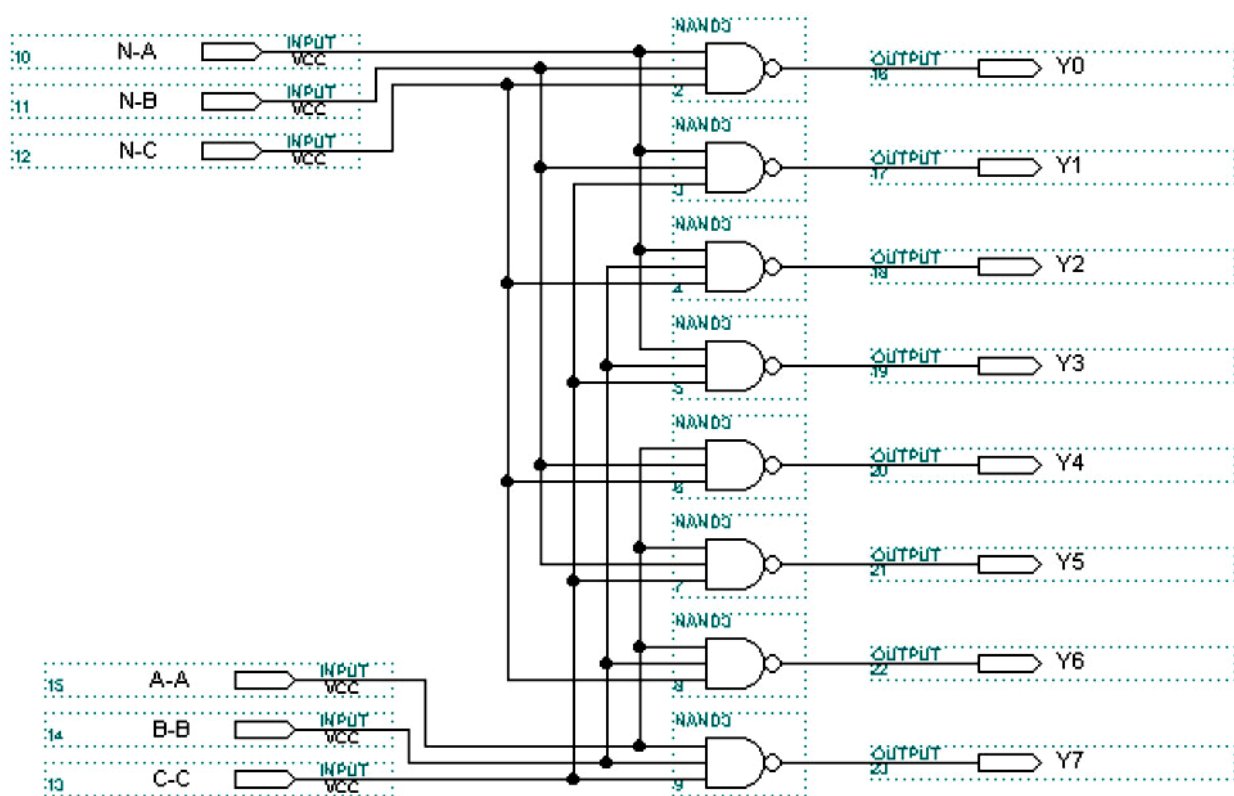 NAND3
10 N-A INPUT VCC
2 OUTPUT 16 Y0
11 N-B INPUT VCC
12 N-C INPUT VCC
NAND3
3 OUTPUT 17 Y1
NAND3
4 OUTPUT 18 Y2
NAND3
5 OUTPUT 19 Y3
NAND3
6 OUTPUT 20 Y4
NAND3
7 OUTPUT 21 Y5
NAND3
8 OUTPUT 22 Y6
15 A-A INPUT VCC
NAND3
14 B-B INPUT VCC
9 OUTPUT 23 Y7
13 C-C INPUT VCC